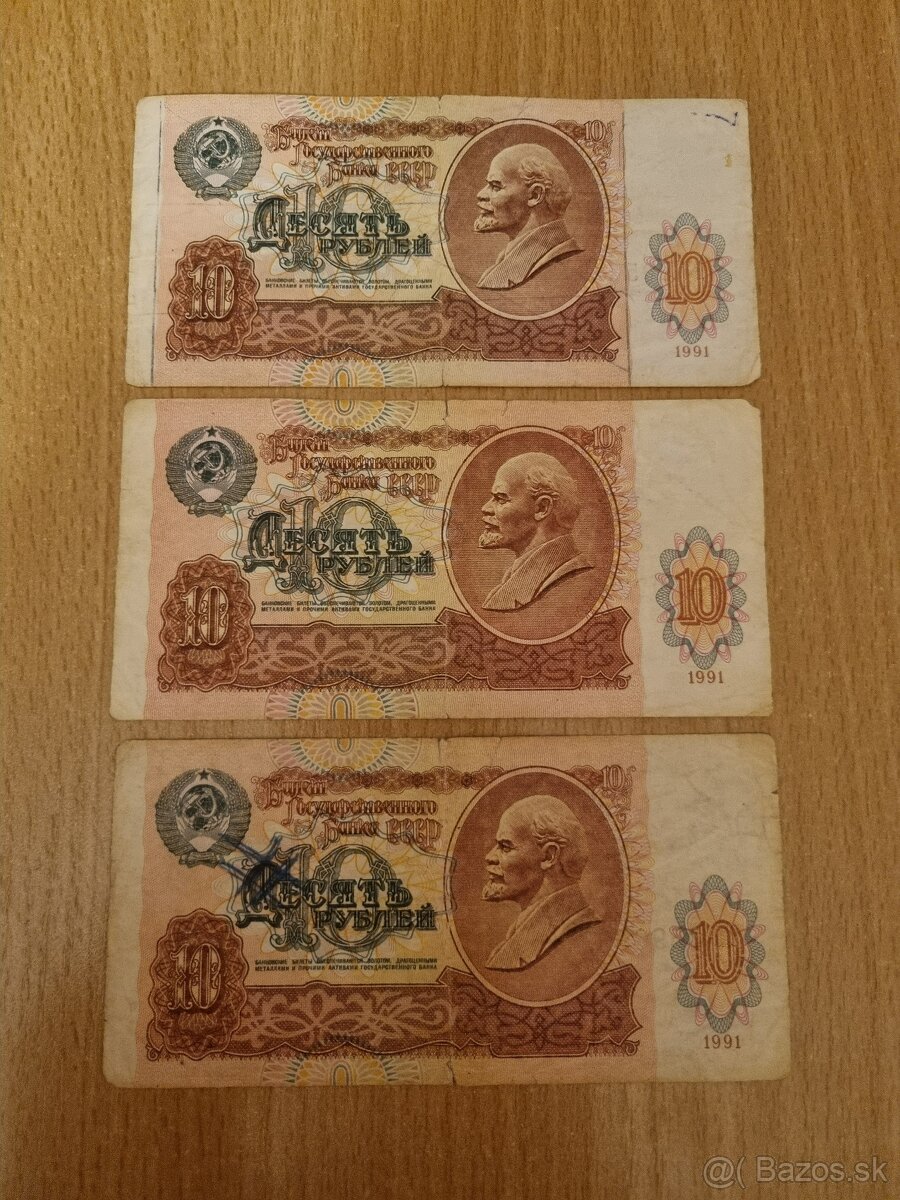 Билет
Государственного
Банка СССР
10
10
Десять
рублей
БАНКОВСКИЕ БИЛЕТЫ ОБЕСПЕЧИВАЮТСЯ ЗОЛОТОМ, ДРАГОЦЕННЫМИ
МЕТАЛЛАМИ И ПРОЧИМИ АКТИВАМИ ГОСУДАРСТВЕННОГО БАНКА
10
10
1991
Билет
Государственного
Банка СССР
10
10
Десять
рублей
БАНКОВСКИЕ БИЛЕТЫ ОБЕСПЕЧИВАЮТСЯ ЗОЛОТОМ, ДРАГОЦЕННЫМИ
МЕТАЛЛАМИ И ПРОЧИМИ АКТИВАМИ ГОСУДАРСТВЕННОГО БАНКА
10
10
1991
Билет
Государственного
Банка СССР
10
10
Десять
рублей
БАНКОВСКИЕ БИЛЕТЫ ОБЕСПЕЧИВАЮТСЯ ЗОЛОТОМ, ДРАГОЦЕННЫМИ
МЕТАЛЛАМИ И ПРОЧИМИ АКТИВАМИ ГОСУДАРСТВЕННОГО БАНКА
10
10
1991
@( Bazos.sk